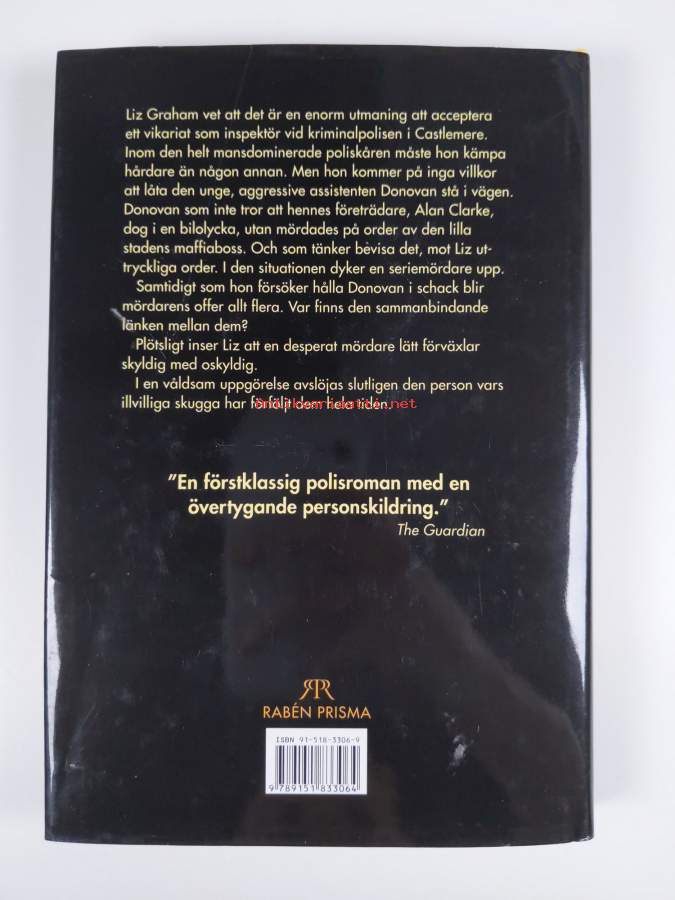 Liz Graham vet att det är en enorm utmaning att acceptera
ett vikariat som inspektör vid kriminalpolisen i Castlemere.
Inom den helt mansdominerade poliskåren måste hon kämpa
hårdare än någon annan. Men hon kommer på inga villkor
att låta den unge, aggressive assistenten Donovan stå i vägen.
Donovan som inte tror att hennes företrädare, Alan Clarke,
dog i en bilolycka, utan mördades på order av den lilla
stadens maffiaboss. Och som tänker bevisa det, mot Liz ut-
tryckliga order. I den situationen dyker en seriemördare upp.
Samtidigt som hon försöker hålla Donovan i schack blir
mördarens offer allt flera. Var finns den sammanbindande
länken mellan dem?
Plötsligt inser Liz att en desperat mördare lätt förväxlar
skyldig med oskyldig.
I en våldsam uppgörelse avslöjas slutligen den person vars
illvilliga skugga har förföljt dem hela tiden.
antikvariaatti.net
”En förstklassig polisroman med en
övertygande personskildring.”
The Guardian
RPR
RABÉN PRISMA
ISBN 91-518-3306-9
9 789151 833064